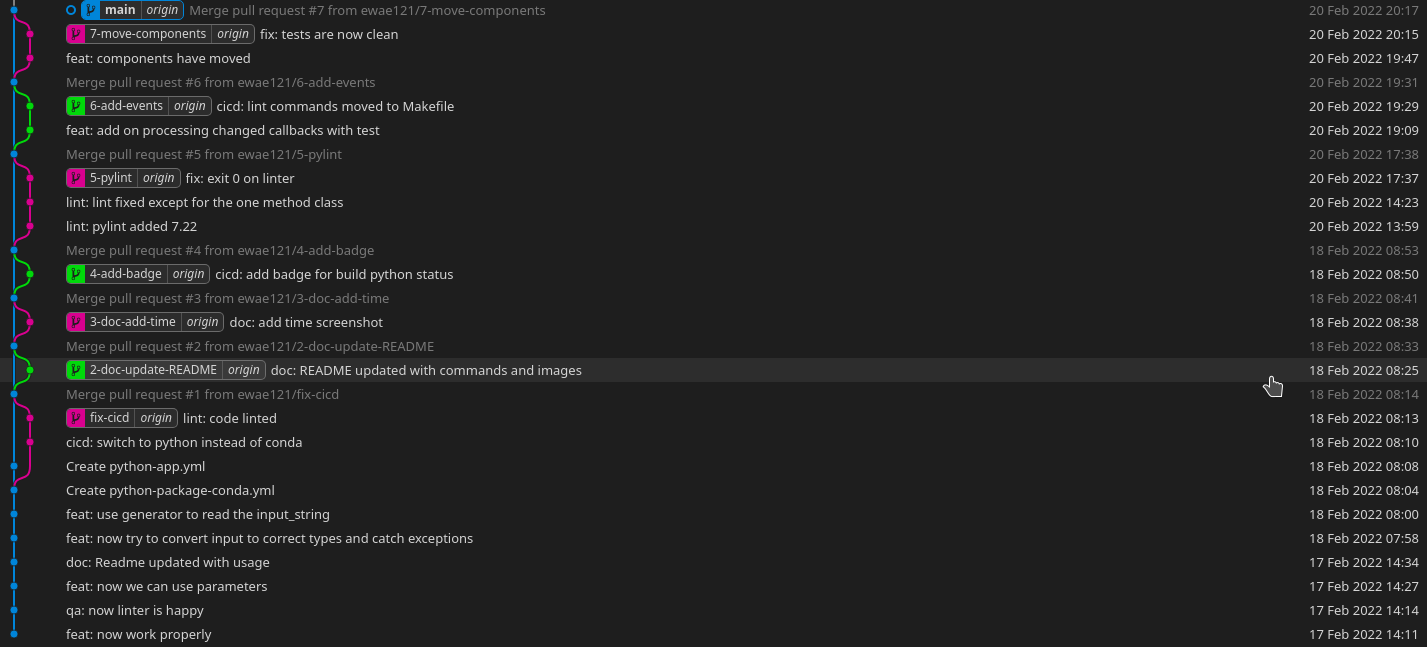 main origin Merge pull request #7 from ewae121/7-move-components 20 Feb 2022 20:17
7-move-components origin fix: tests are now clean 20 Feb 2022 20:15
feat: components have moved 20 Feb 2022 19:47
Merge pull request #6 from ewae121/6-add-events 20 Feb 2022 19:31
6-add-events origin cicd: lint commands moved to Makefile 20 Feb 2022 19:29
feat: add on processing changed callbacks with test 20 Feb 2022 19:09
Merge pull request #5 from ewae121/5-pylint 20 Feb 2022 17:38
5-pylint origin fix: exit 0 on linter 20 Feb 2022 17:37
lint: lint fixed except for the one method class 20 Feb 2022 14:23
lint: pylint added 7.22 20 Feb 2022 13:59
Merge pull request #4 from ewae121/4-add-badge 18 Feb 2022 08:53
4-add-badge origin cicd: add badge for build python status 18 Feb 2022 08:50
Merge pull request #3 from ewae121/3-doc-add-time 18 Feb 2022 08:41
3-doc-add-time origin doc: add time screenshot 18 Feb 2022 08:38
Merge pull request #2 from ewae121/2-doc-update-README 18 Feb 2022 08:33
2-doc-update-README origin doc: README updated with commands and images 18 Feb 2022 08:25
Merge pull request #1 from ewae121/fix-cicd 18 Feb 2022 08:14
fix-cicd origin lint: code linted 18 Feb 2022 08:13
cicd: switch to python instead of conda 18 Feb 2022 08:10
Create python-app.yml 18 Feb 2022 08:08
Create python-package-conda.yml 18 Feb 2022 08:04
feat: use generator to read the input_string 18 Feb 2022 08:00
feat: now try to convert input to correct types and catch exceptions 18 Feb 2022 07:58
doc: Readme updated with usage 17 Feb 2022 14:34
feat: now we can use parameters 17 Feb 2022 14:27
qa: now linter is happy 17 Feb 2022 14:14
feat: now work properly 17 Feb 2022 14:11